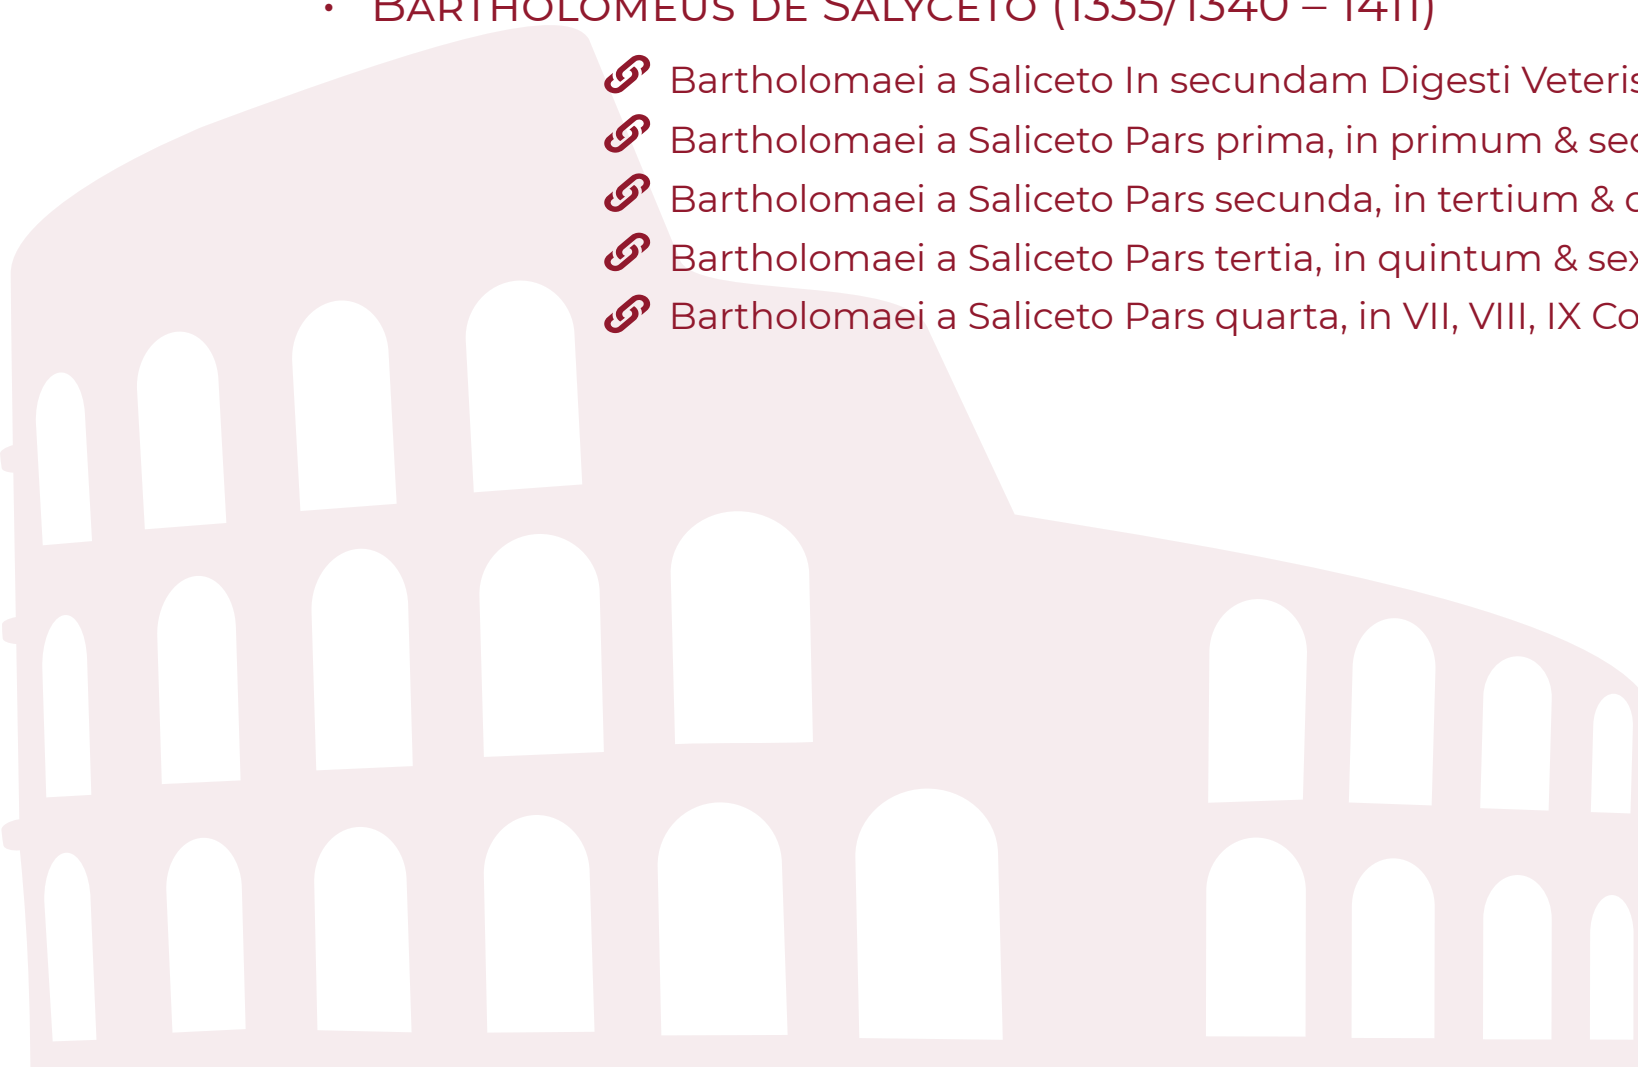 • BARTHOLOMEUS DE SALYCETO (1335/1340 – 1411)
Bartholomaei a Saliceto In secundam Digesti Veteris
Bartholomaei a Saliceto Pars prima, in primum & sec
Bartholomaei a Saliceto Pars secunda, in tertium &
Bartholomaei a Saliceto Pars tertia, in quintum & sex
Bartholomaei a Saliceto Pars quarta, in VII, VIII, IX Co